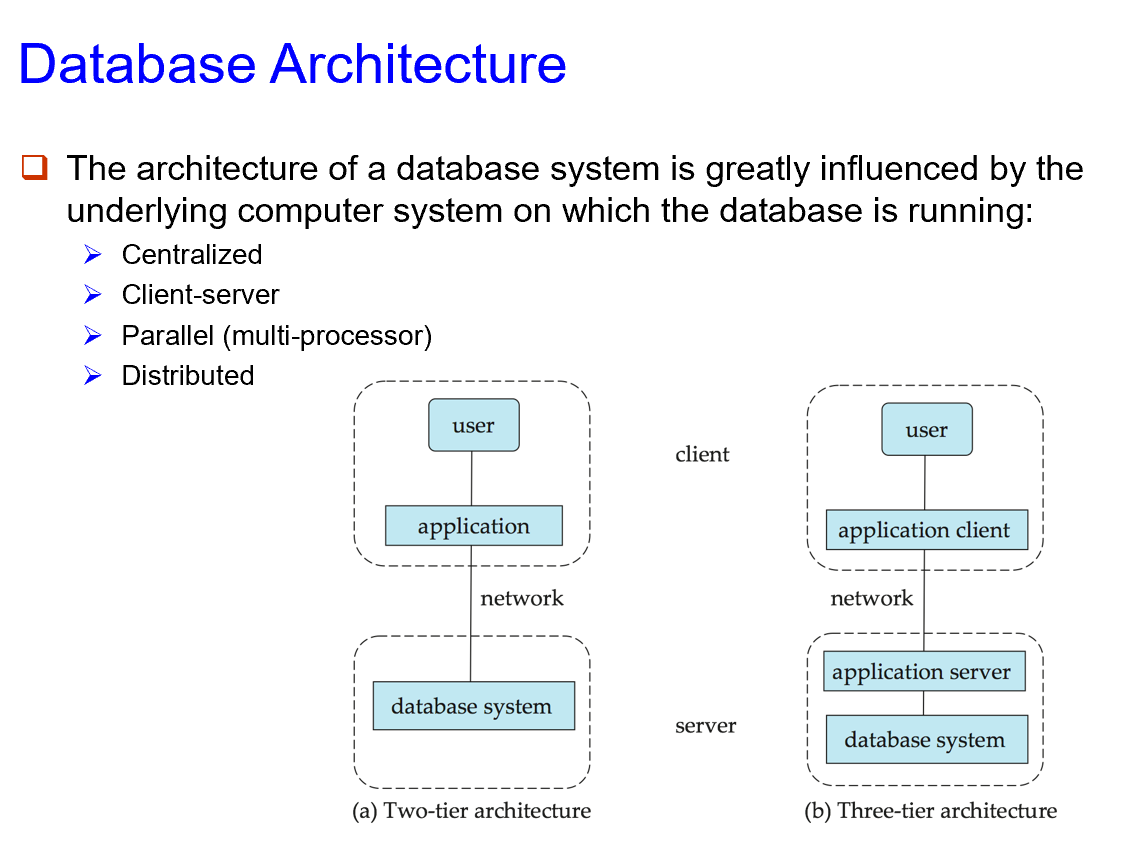 Database Architecture
The architecture of a database system is greatly influenced by the
underlying computer system on which the database is running:
Centralized
Client-server
Parallel (multi-processor)
Distributed
user
application
network
database system
(a) Two-tier architecture
client
server
user
application client
network
application server
database system
(b) Three-tier architecture